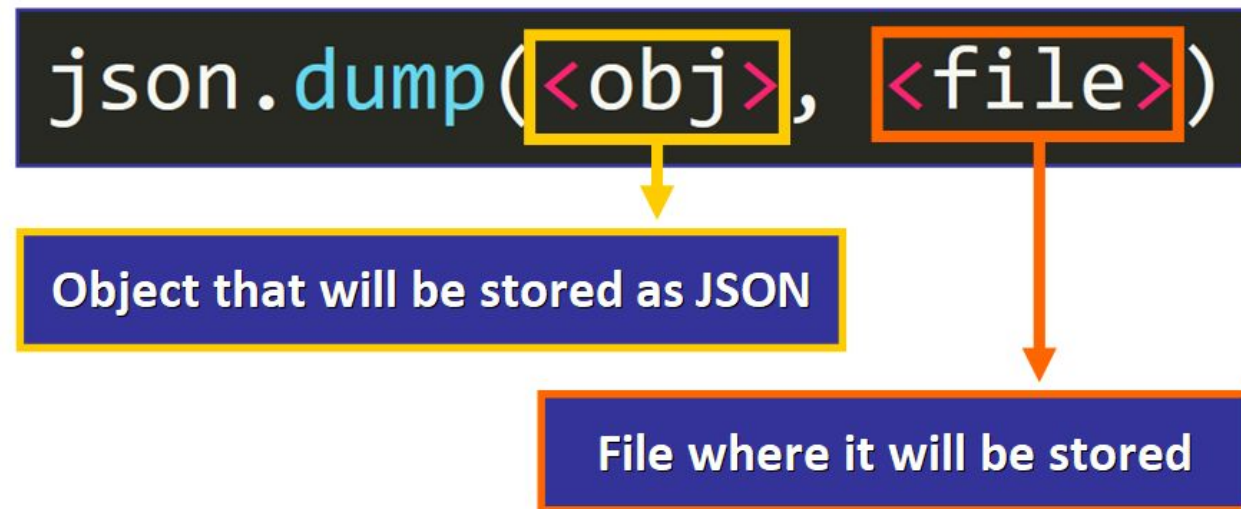 json.dump(<obj>, <file>)
Object that will be stored as JSON
File where it will be stored